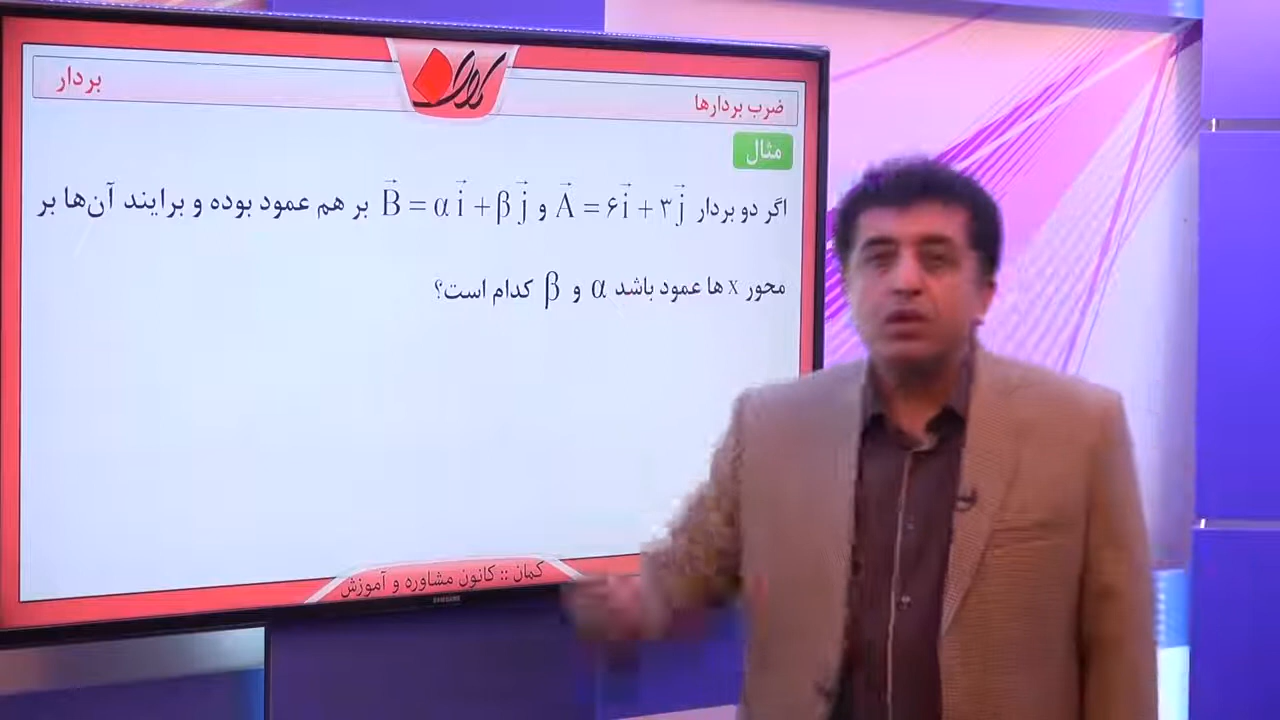 بردار
ضرب بردارها
مثال
اگر دو بردار A⃗ = ۶i⃗ + ۳j⃗ و B⃗ = αi⃗ + βj⃗ بر هم عمود بوده و برایند آن‌ها بر
محور x ها عمود باشد α و β کدام است؟
کمان :: کانون مشاوره و آموزش
SAMSUNG